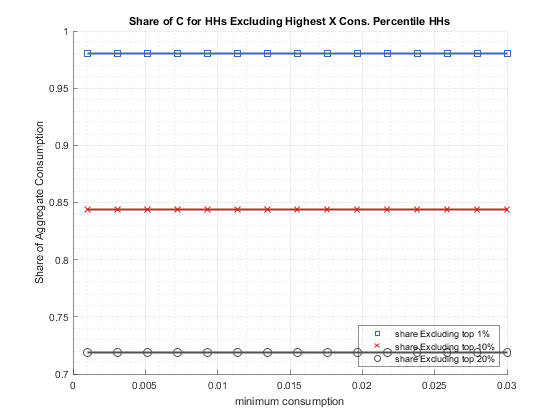 Share of C for HHs Excluding Highest X Cons. Percentile HHs
1
0.95
0.9
0.85
0.8
0.75
0.7
Share of Aggregate Consumption
0 0.005 0.01 0.015 0.02 0.025 0.03
minimum consumption
share Excluding top 1%
share Excluding top 10%
share Excluding top 20%